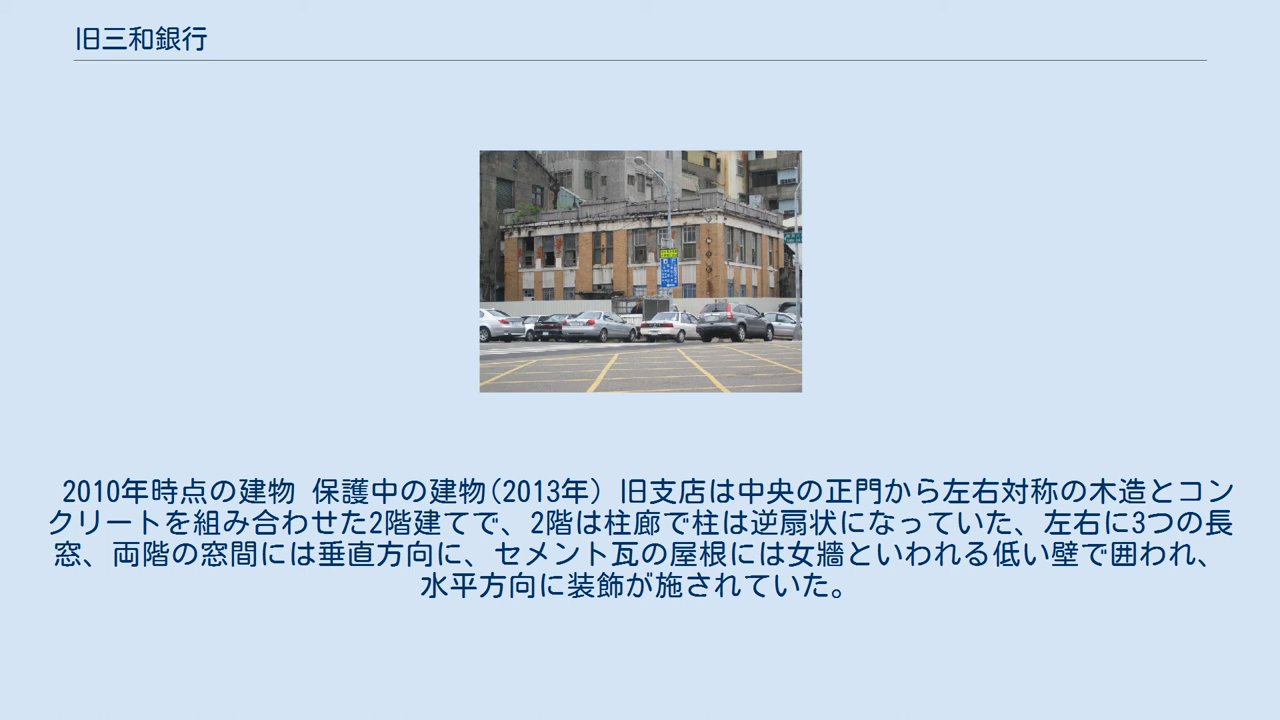 旧三和銀行
2010年時点の建物 保護中の建物(2013年) 旧支店は中央の正門から左右対称の木造とコン
クリートを組み合わせた2階建てで、2階は柱廊で柱は逆扇状になっていた、左右に3つの長
窓、両階の窓間には垂直方向に、セメント瓦の屋根には女牆といわれる低い壁で囲われ、
水平方向に装飾が施されていた。